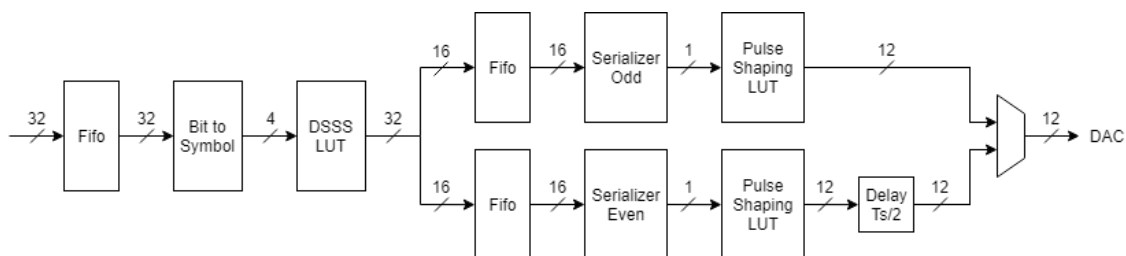 16
16
1
12
Fifo
Serializer
Odd
Pulse
Shaping
LUT
32
32
4
32
12
Fifo
Bit to
Symbol
DSSS
LUT
DAC
16
16
1
12
12
Fifo
Serializer
Even
Pulse
Shaping
LUT
Delay
Ts/2